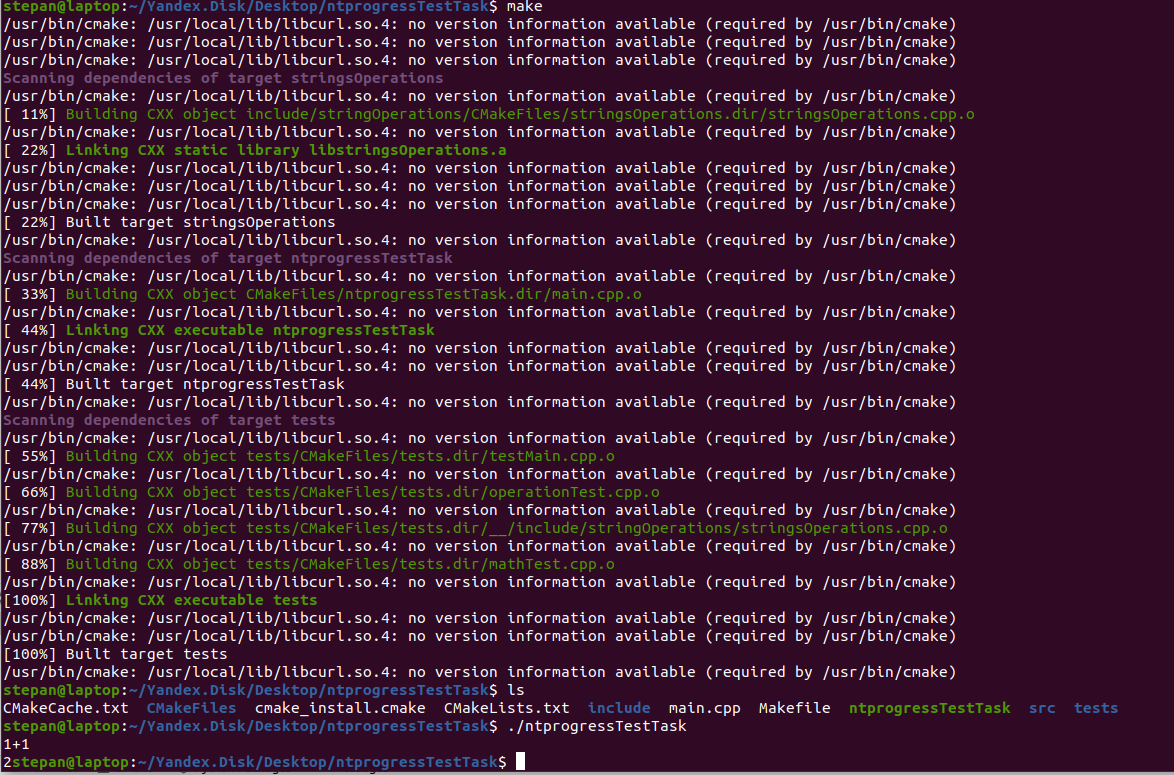 stepan@laptop:~/Yandex.Disk/Desktop/ntprogressTestTask$ make
/usr/bin/cmake: /usr/local/lib/libcurl.so.4: no version information available (required by /usr/bin/cmake)
/usr/bin/cmake: /usr/local/lib/libcurl.so.4: no version information available (required by /usr/bin/cmake)
/usr/bin/cmake: /usr/local/lib/libcurl.so.4: no version information available (required by /usr/bin/cmake)
Scanning dependencies of target stringsOperations
/usr/bin/cmake: /usr/local/lib/libcurl.so.4: no version information available (required by /usr/bin/cmake)
[ 11%] Building CXX object include/stringOperations/CMakeFiles/stringsOperations.dir/stringsOperations.cpp.o
/usr/bin/cmake: /usr/local/lib/libcurl.so.4: no version information available (required by /usr/bin/cmake)
[ 22%] Linking CXX static library libstringsOperations.a
/usr/bin/cmake: /usr/local/lib/libcurl.so.4: no version information available (required by /usr/bin/cmake)
/usr/bin/cmake: /usr/local/lib/libcurl.so.4: no version information available (required by /usr/bin/cmake)
/usr/bin/cmake: /usr/local/lib/libcurl.so.4: no version information available (required by /usr/bin/cmake)
[ 22%] Built target stringsOperations
/usr/bin/cmake: /usr/local/lib/libcurl.so.4: no version information available (required by /usr/bin/cmake)
Scanning dependencies of target ntprogressTestTask
/usr/bin/cmake: /usr/local/lib/libcurl.so.4: no version information available (required by /usr/bin/cmake)
[ 33%] Building CXX object CMakeFiles/ntprogressTestTask.dir/main.cpp.o
/usr/bin/cmake: /usr/local/lib/libcurl.so.4: no version information available (required by /usr/bin/cmake)
[ 44%] Linking CXX executable ntprogressTestTask
/usr/bin/cmake: /usr/local/lib/libcurl.so.4: no version information available (required by /usr/bin/cmake)
/usr/bin/cmake: /usr/local/lib/libcurl.so.4: no version information available (required by /usr/bin/cmake)
[ 44%] Built target ntprogressTestTask
/usr/bin/cmake: /usr/local/lib/libcurl.so.4: no version information available (required by /usr/bin/cmake)
Scanning dependencies of target tests
/usr/bin/cmake: /usr/local/lib/libcurl.so.4: no version information available (required by /usr/bin/cmake)
[ 55%] Building CXX object tests/CMakeFiles/tests.dir/testMain.cpp.o
/usr/bin/cmake: /usr/local/lib/libcurl.so.4: no version information available (required by /usr/bin/cmake)
[ 66%] Building CXX object tests/CMakeFiles/tests.dir/operationTest.cpp.o
/usr/bin/cmake: /usr/local/lib/libcurl.so.4: no version information available (required by /usr/bin/cmake)
[ 77%] Building CXX object tests/CMakeFiles/tests.dir/__/include/stringOperations/stringsOperations.cpp.o
/usr/bin/cmake: /usr/local/lib/libcurl.so.4: no version information available (required by /usr/bin/cmake)
[ 88%] Building CXX object tests/CMakeFiles/tests.dir/mathTest.cpp.o
/usr/bin/cmake: /usr/local/lib/libcurl.so.4: no version information available (required by /usr/bin/cmake)
[100%] Linking CXX executable tests
/usr/bin/cmake: /usr/local/lib/libcurl.so.4: no version information available (required by /usr/bin/cmake)
/usr/bin/cmake: /usr/local/lib/libcurl.so.4: no version information available (required by /usr/bin/cmake)
[100%] Built target tests
/usr/bin/cmake: /usr/local/lib/libcurl.so.4: no version information available (required by /usr/bin/cmake)
stepan@laptop:~/Yandex.Disk/Desktop/ntprogressTestTask$ ls
CMakeCache.txt  CMakeFiles  cmake_install.cmake  CMakeLists.txt  include  main.cpp  Makefile  ntprogressTestTask  src  tests
stepan@laptop:~/Yandex.Disk/Desktop/ntprogressTestTask$ ./ntprogressTestTask
1+1
2stepan@laptop:~/Yandex.Disk/Desktop/ntprogressTestTask$